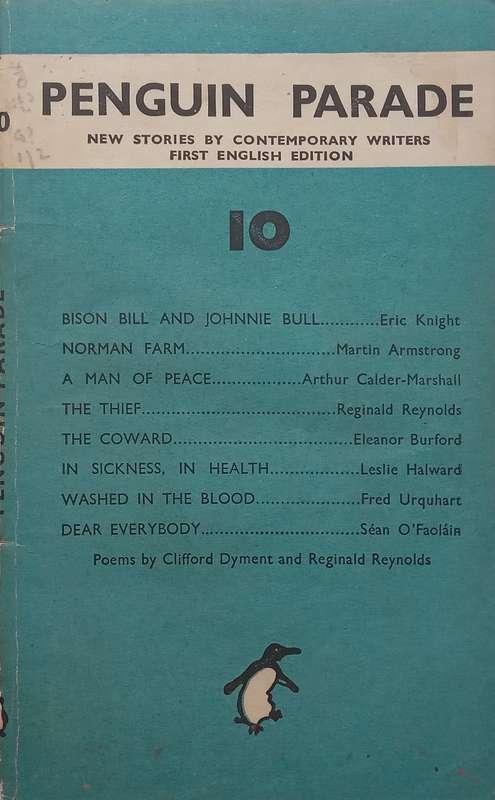 PENGUIN PARADE
NEW STORIES BY CONTEMPORARY WRITERS
FIRST ENGLISH EDITION
10
BISON BILL AND JOHNNIE BULL............Eric Knight
NORMAN FARM.............................Martin Armstrong
A MAN OF PEACE.................Arthur Calder-Marshall
THE THIEF......................................Reginald Reynolds
THE COWARD...................................Eleanor Burford
IN SICKNESS, IN HEALTH.................Leslie Halward
WASHED IN THE BLOOD....................Fred Urquhart
DEAR EVERYBODY..............................Séan O'Faoláin
Poems by Clifford Dyment and Reginald Reynolds